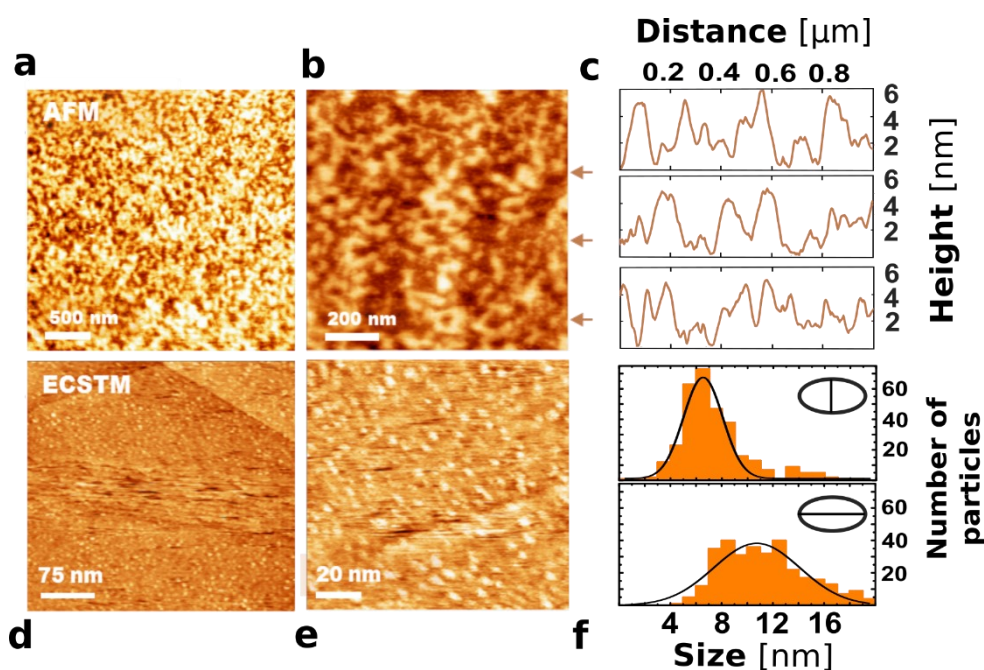 a
b
c
Distance [µm]
0.2 0.4 0.6 0.8
AFM
500 nm
200 nm
6
4
2
6
4
2
6
4
2
Height [nm]
ECSTM
75 nm
20 nm
60
40
20
60
40
20
Number of
particles
4 8 12 16
Size [nm]
d
e
f